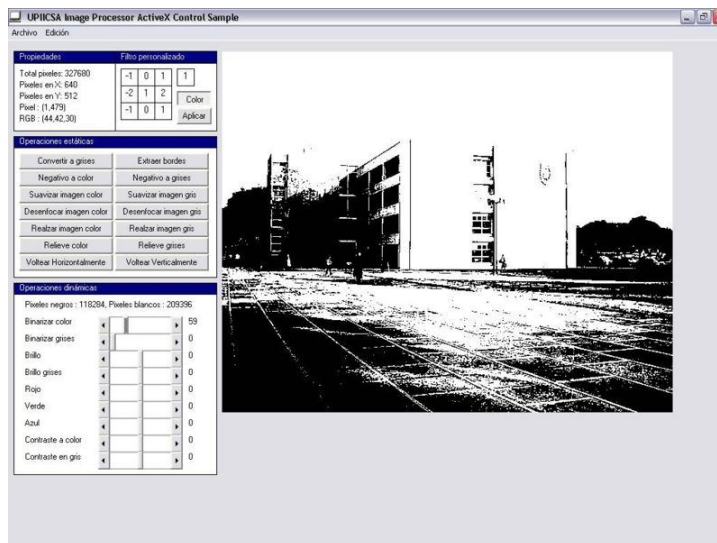 UPIICSA Image Processor ActiveX Control Sample
Archivo Edición
Propiedades
Total pixeles: 327680
Pixeles en X: 640
Pixeles en Y: 512
Pixel : (1,479)
RGB : (44,42,30)
Filtro personalizado
-1 0 1 1
-2 1 2
Color
-1 0 1
Aplicar
Operaciones estáticas
Convertir a grises Extraer bordes
Negativo a color Negativo a grises
Suavizar imagen color Suavizar imagen gris
Desenfocar imagen color Desenfocar imagen gris
Realzar imagen color Realzar imagen gris
Relieve color Relieve grises
Voltear Horizontalmente Voltear Verticalmente
Operaciones dinámicas
Pixeles negros : 118284, Pixeles blancos : 209396
Binarizar color 59
Binarizar grises 0
Brillo 0
Brillo grises 0
Rojo 0
Verde 0
Azul 0
Contraste a color 0
Contraste en gris 0